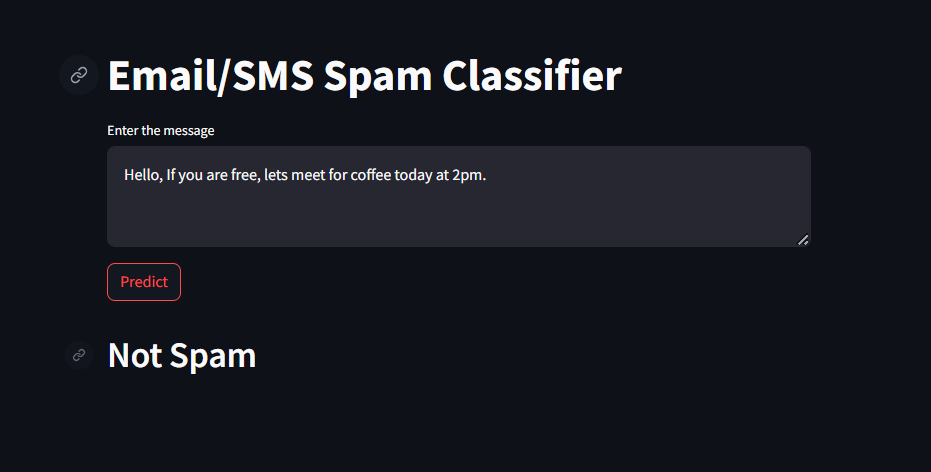 Email/SMS Spam Classifier
Enter the message
Hello, If you are free, lets meet for coffee today at 2pm.
Predict
Not Spam